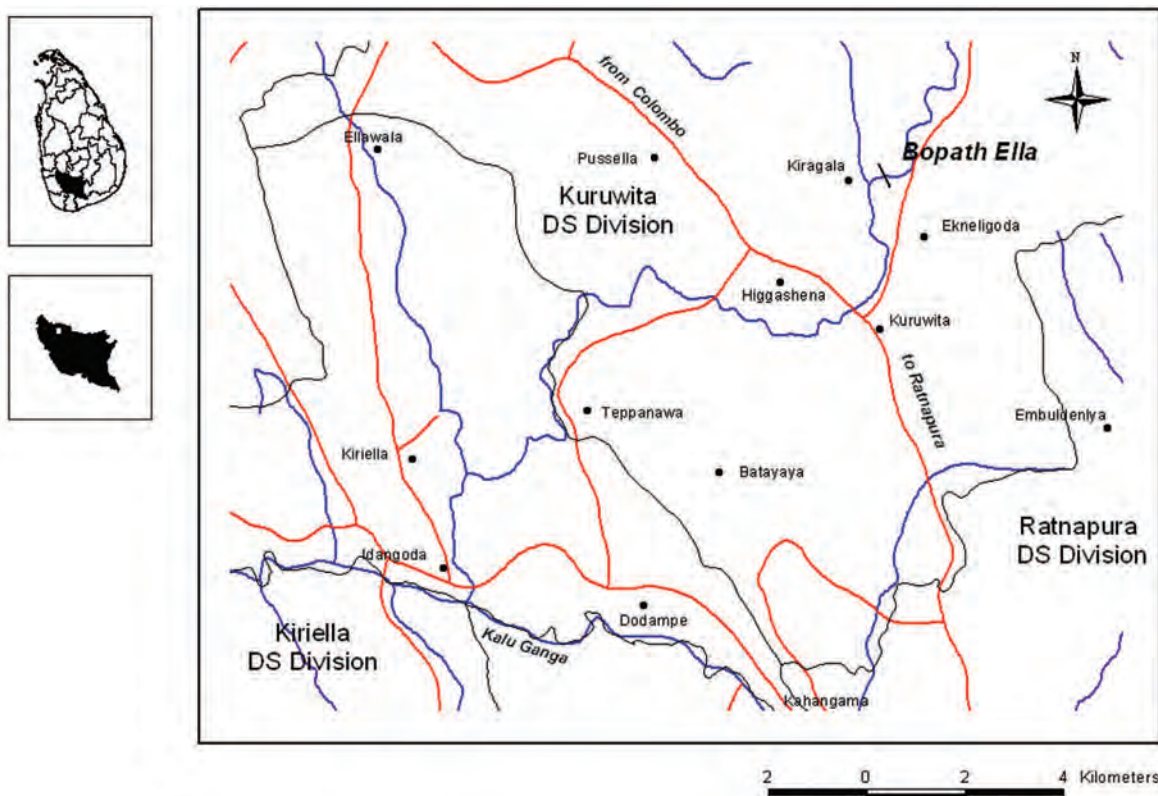 N
from Colombo
Ellawala
Pussella
Kiragala
Bopath Ella
Kuruwita
DS Division
Ekneligoda
Higgashena
Kuruwita
to Ratnapura
Teppanawa
Embuldeniya
Kiriella
Batayaya
Ratnapura
DS Division
Idangoda
Dodampe
Kiriella
DS Division
Kalu Ganga
Kahangama
2 0 2 4 Kilometers